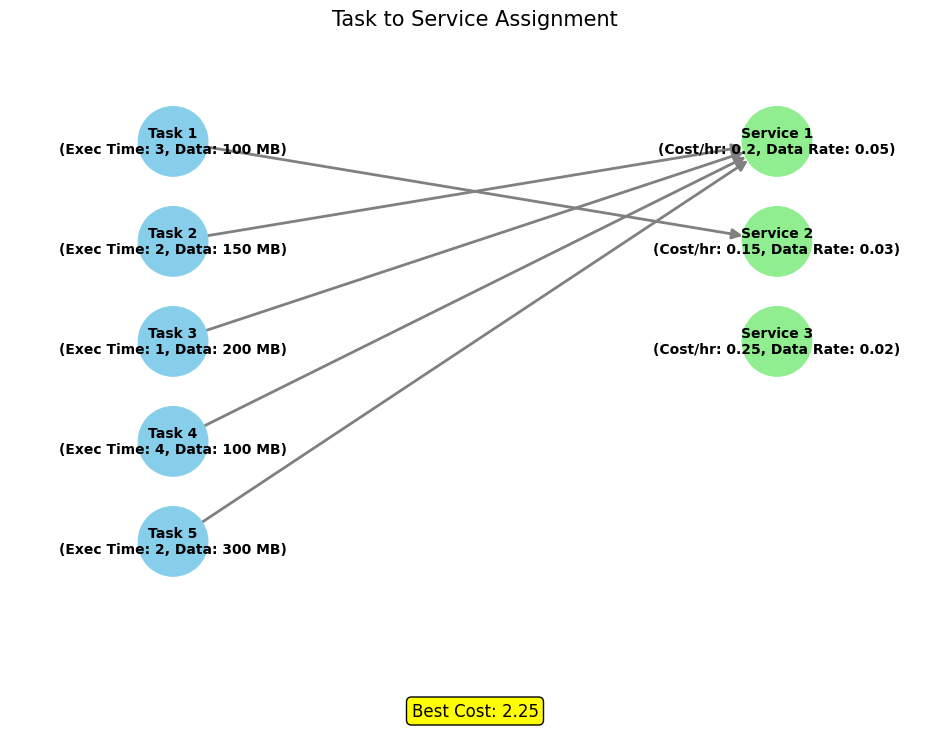 Task to Service Assignment
Task 1
(Exec Time: 3, Data: 100 MB)
Service 1
(Cost/hr: 0.2, Data Rate: 0.05)
Task 2
(Exec Time: 2, Data: 150 MB)
Service 2
(Cost/hr: 0.15, Data Rate: 0.03)
Task 3
(Exec Time: 1, Data: 200 MB)
Service 3
(Cost/hr: 0.25, Data Rate: 0.02)
Task 4
(Exec Time: 4, Data: 100 MB)
Task 5
(Exec Time: 2, Data: 300 MB)
Best Cost: 2.25